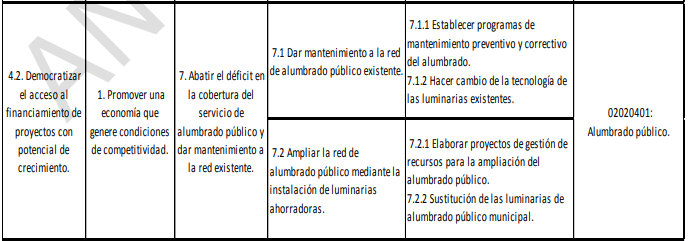 4.2. Democratizar
el acceso al
financiamiento de
proyectos con
potencial de
crecimiento.
1. Promover una
economía que
genere condiciones
de competitividad.
7. Abatir el déficit en
la cobertura del
servicio de
alumbrado público y
dar mantenimiento a
la red existente.
7.1 Dar mantenimiento a la red
de alumbrado público existente.
7.1.1 Establecer programas de
mantenimiento preventivo y correctivo
del alumbrado.
7.1.2 Hacer cambio de la tecnología de
las luminarias existentes.
7.2 Ampliar la red de
alumbrado público mediante la
instalación de luminarias
ahorradoras.
7.2.1 Elaborar proyectos de gestión de
recursos para la ampliación del
alumbrado público.
7.2.2 Sustitución de las luminarias de
alumbrado público municipal.
02020401:
Alumbrado público.